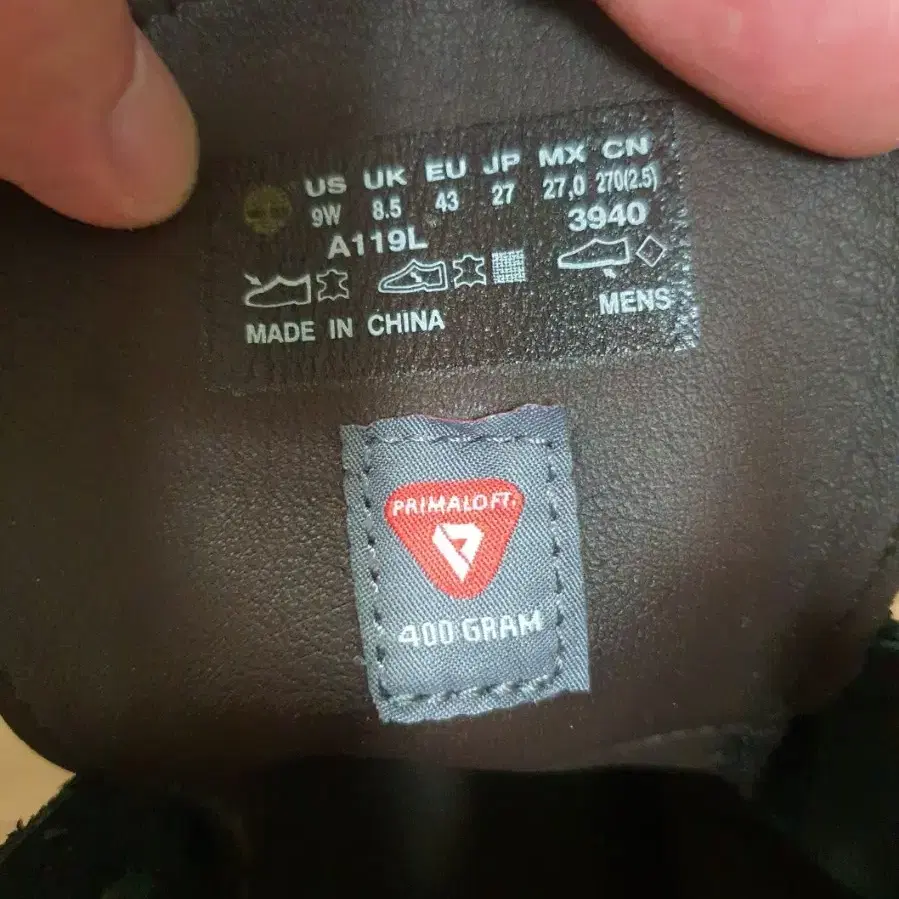 US UK EU JP MX CN
9W 8.5 43 27 27,0 270(2.5)
A119L 3940
MADE IN CHINA MENS
PRIMALOFT.
400 GRAM